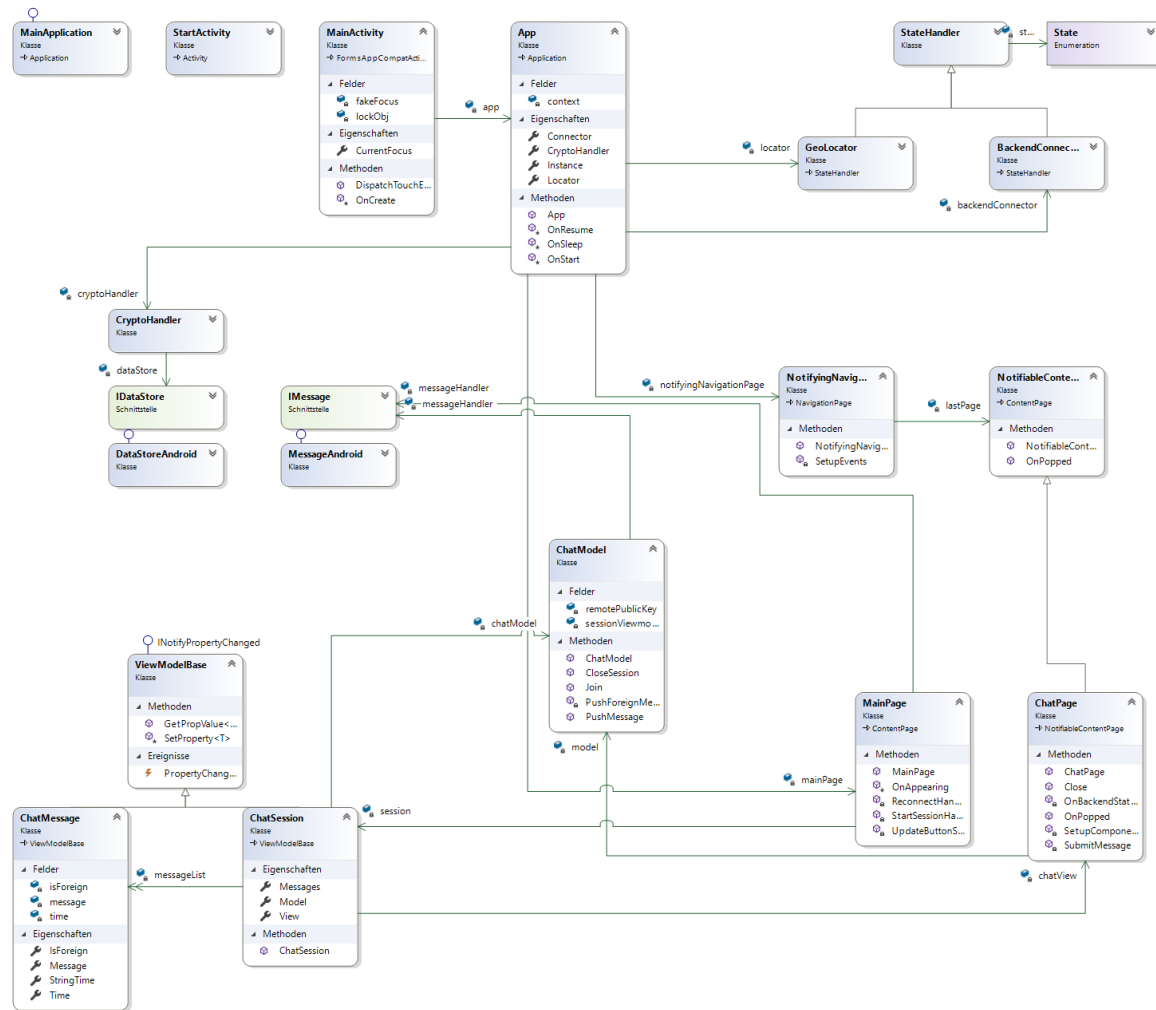 MainApplication
Klasse
Application
StartActivity
Klasse
Activity
MainActivity
Klasse
FormsAppCompatActi...
Felder
fakeFocus
lockObj
Eigenschaften
CurrentFocus
Methoden
DispatchTouchE...
OnCreate
app
App
Klasse
Application
Felder
context
Eigenschaften
Connector
CryptoHandler
Instance
Locator
Methoden
App
OnResume
OnSleep
OnStart
StateHandler
Klasse
st...
State
Enumeration
locator
GeoLocator
Klasse
StateHandler
BackendConnec...
Klasse
StateHandler
backendConnector
cryptoHandler
CryptoHandler
Klasse
dataStore
IDataStore
Schnittstelle
DataStoreAndroid
Klasse
IMessage
Schnittstelle
MessageAndroid
Klasse
messageHandler
messageHandler
notifyingNavigationPage
NotifyingNavig...
Klasse
NavigationPage
Methoden
NotifyingNavig...
SetupEvents
lastPage
NotifiableConte...
Klasse
ContentPage
Methoden
NotifiableCont...
OnPopped
ChatModel
Klasse
Felder
remotePublicKey
sessionViewmo...
Methoden
ChatModel
CloseSession
Join
PushForeignMe...
PushMessage
chatModel
model
INotifyPropertyChanged
ViewModelBase
Klasse
Methoden
GetPropValue<...
SetProperty<T>
Ereignisse
PropertyChang...
mainPage
MainPage
Klasse
ContentPage
Methoden
MainPage
OnAppearing
ReconnectHan...
StartSessionHa...
UpdateButtonS...
ChatPage
Klasse
NotifiableContentPage
Methoden
ChatPage
Close
OnBackendStat...
OnPopped
SetupCompone...
SubmitMessage
session
chatView
ChatMessage
Klasse
ViewModelBase
Felder
isForeign
message
time
Eigenschaften
IsForeign
Message
StringTime
Time
messageList
ChatSession
Klasse
ViewModelBase
Eigenschaften
Messages
Model
View
Methoden
ChatSession